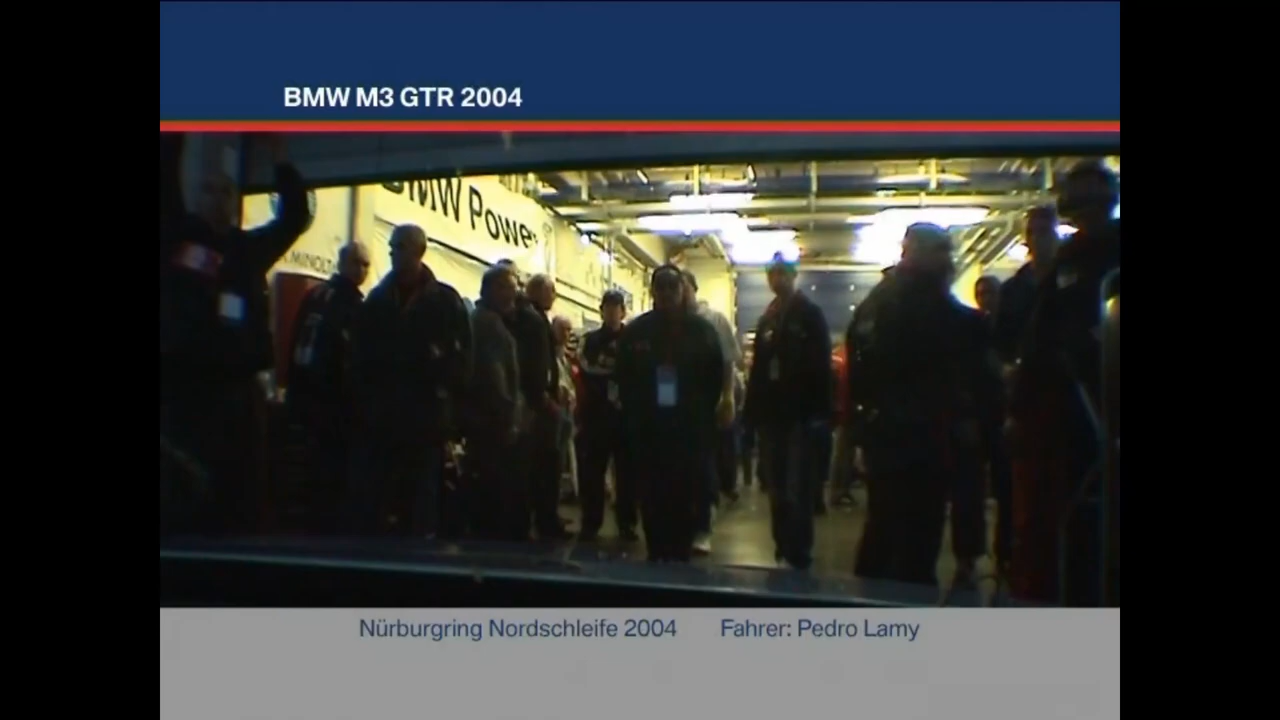 BMW M3 GTR 2004
BMW Power
Nürburgring Nordschleife 2004 Fahrer: Pedro Lamy